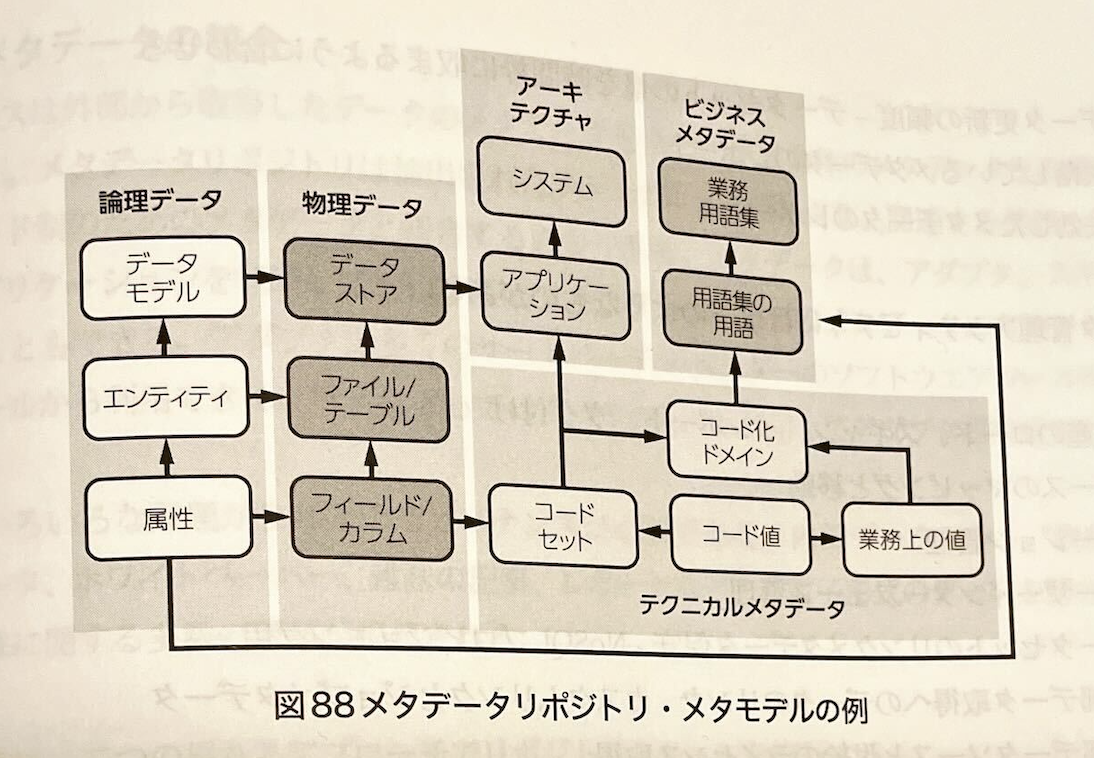 アーキ
テクチャ
ビジネス
メタデータ
システム
業務
用語集
論理データ
物理データ
データ
モデル
データ
ストア
アプリケー
ション
用語集の
用語
エンティティ
ファイル/
テーブル
コード化
ドメイン
属性
フィールド/
カラム
コード
セット
コード値
業務上の値
テクニカルメタデータ
図88メタデータリポジトリ・メタモデルの例